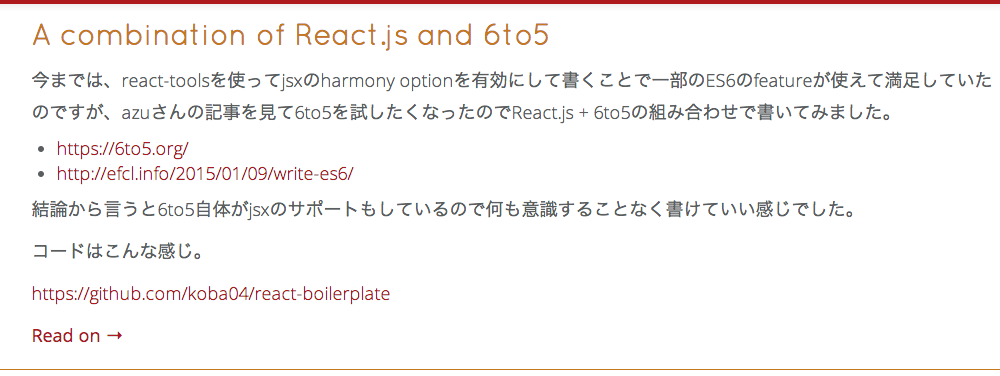 A combination of React.js and 6to5
今までは、react-toolsを使ってjsxのharmony optionを有効にして書くことで一部のES6のfeatureが使えて満足していた
のですが、azuさんの記事を見て6to5を試したくなったのでReact.js + 6to5の組み合わせで書いてみました。
• https://6to5.org/
• http://efcl.info/2015/01/09/write-es6/
結論から言うと6to5自体がjsxのサポートもしているので何も意識することなく書けていい感じでした。
コードはこんな感じ。
https://github.com/koba04/react-boilerplate
Read on →